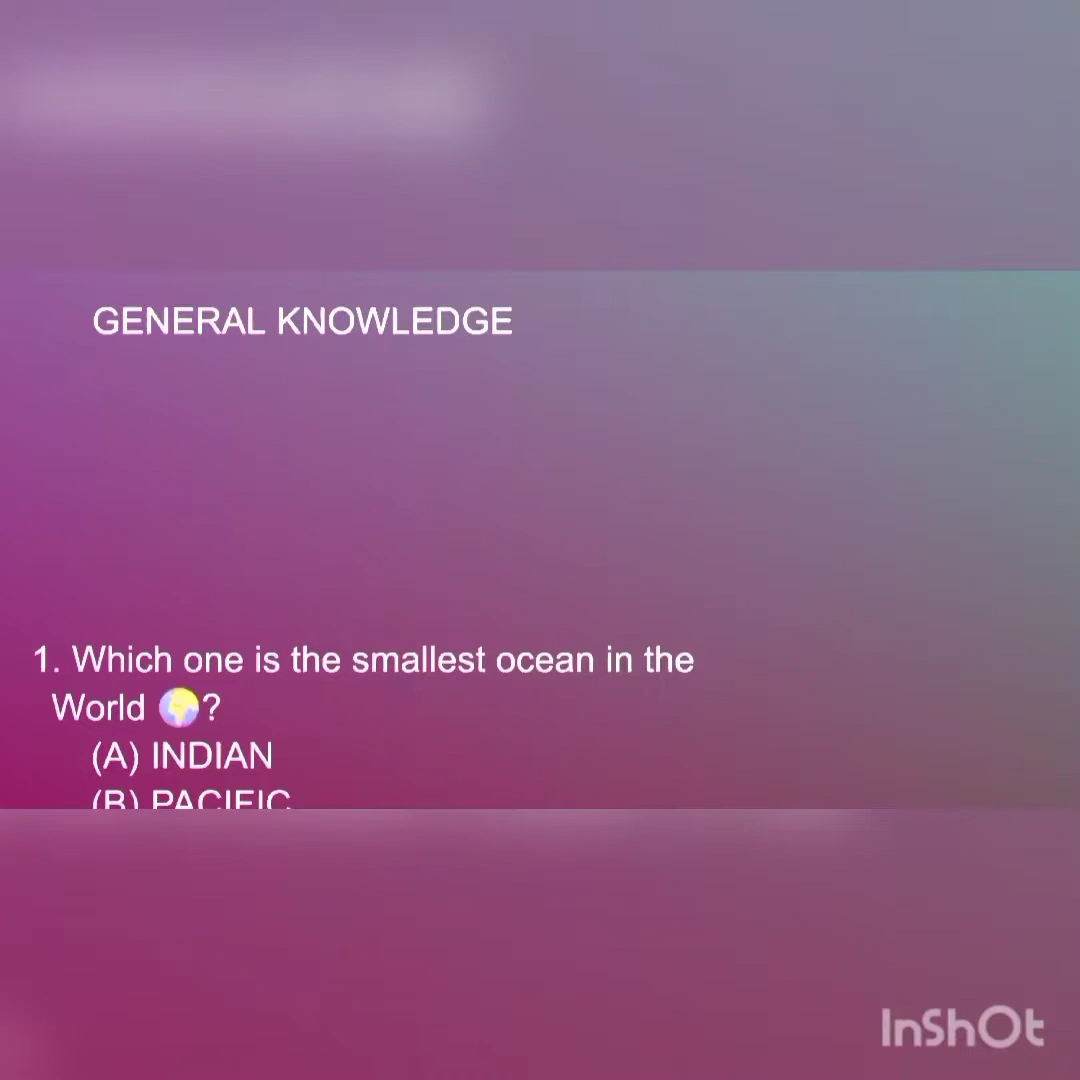 GENERAL KNOWLEDGE
1. Which one is the smallest ocean in the
World 🌍?
(A) INDIAN
(B) PACIFIC
InShOt